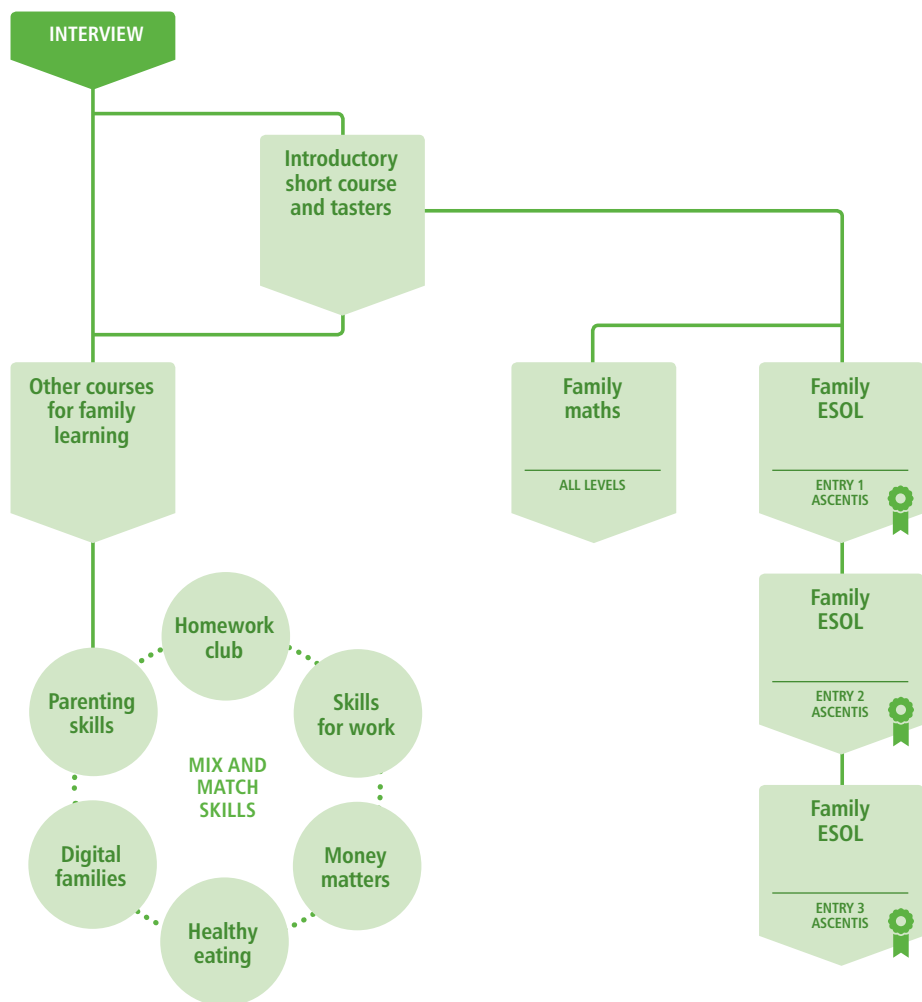 INTERVIEW
Introductory
short course
and tasters
Other courses
for family
learning
Family
maths
ALL LEVELS
Family
ESOL
ENTRY 1
ASCENTIS
Family
ESOL
ENTRY 2
ASCENTIS
Family
ESOL
ENTRY 3
ASCENTIS
Homework
club
Parenting
skills
Skills
for work
MIX AND
MATCH
SKILLS
Digital
families
Money
matters
Healthy
eating